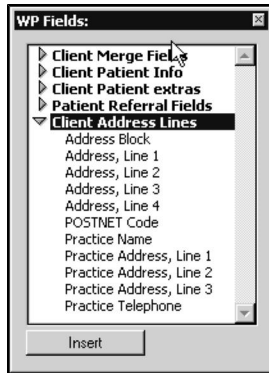 WP Fields:
Client Merge Fields
Client Patient Info
Client Patient extras
Patient Referral Fields
Client Address Lines
Address Block
Address, Line 1
Address, Line 2
Address, Line 3
Address, Line 4
POSTNET Code
Practice Name
Practice Address, Line 1
Practice Address, Line 2
Practice Address, Line 3
Practice Telephone
Insert